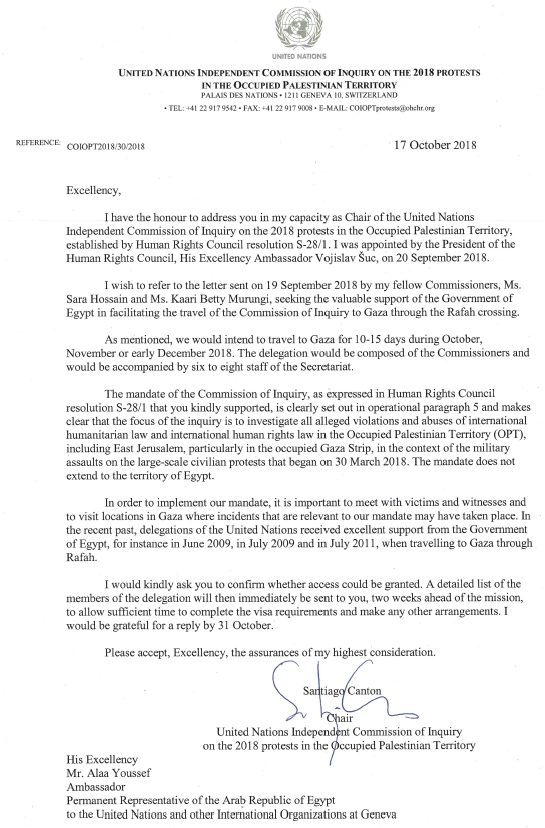 UNITED NATIONS
UNITED NATIONS INDEPENDENT COMMISSION OF INQUIRY ON THE 2018 PROTESTS
IN THE OCCUPIED PALESTINIAN TERRITORY
PALAIS DES NATIONS • 1211 GENEVA 10, SWITZERLAND
• TEL: +41 22 917 9542 • FAX: +41 22 917 9008 • E-MAIL: COIOPTprotests@ohchr.org
REFERENCE: COIOPT2018/30/2018
17 October 2018
Excellency,
I have the honour to address you in my capacity as Chair of the United Nations
Independent Commission of Inquiry on the 2018 protests in the Occupied Palestinian Territory,
established by Human Rights Council resolution S-28/1. I was appointed by the President of the
Human Rights Council, His Excellency Ambassador Vojislav Šuc, on 20 September 2018.
I wish to refer to the letter sent on 19 September 2018 by my fellow Commissioners, Ms.
Sara Hossain and Ms. Kaari Betty Murungi, seeking the valuable support of the Government of
Egypt in facilitating the travel of the Commission of Inquiry to Gaza through the Rafah crossing.
As mentioned, we would intend to travel to Gaza for 10-15 days during October,
November or early December 2018. The delegation would be composed of the Commissioners and
would be accompanied by six to eight staff of the Secretariat.
The mandate of the Commission of Inquiry, as expressed in Human Rights Council
resolution S-28/1 that you kindly supported, is clearly set out in operational paragraph 5 and makes
clear that the focus of the inquiry is to investigate all alleged violations and abuses of international
humanitarian law and international human rights law in the Occupied Palestinian Territory (OPT),
including East Jerusalem, particularly in the occupied Gaza Strip, in the context of the military
assaults on the large-scale civilian protests that began on 30 March 2018. The mandate does not
extend to the territory of Egypt.
In order to implement our mandate, it is important to meet with victims and witnesses and
to visit locations in Gaza where incidents that are relevant to our mandate may have taken place. In
the recent past, delegations of the United Nations received excellent support from the Government
of Egypt, for instance in June 2009, in July 2009 and in July 2011, when travelling to Gaza through
Rafah.
I would kindly ask you to confirm whether access could be granted. A detailed list of the
members of the delegation will then immediately be sent to you, two weeks ahead of the mission,
to allow sufficient time to complete the visa requirements and make any other arrangements. I
would be grateful for a reply by 31 October.
Please accept, Excellency, the assurances of my highest consideration.
Santiago Canton
Chair
United Nations Independent Commission of Inquiry
on the 2018 protests in the Occupied Palestinian Territory
His Excellency
Mr. Alaa Youssef
Ambassador
Permanent Representative of the Arab Republic of Egypt
to the United Nations and other International Organizations at Geneva